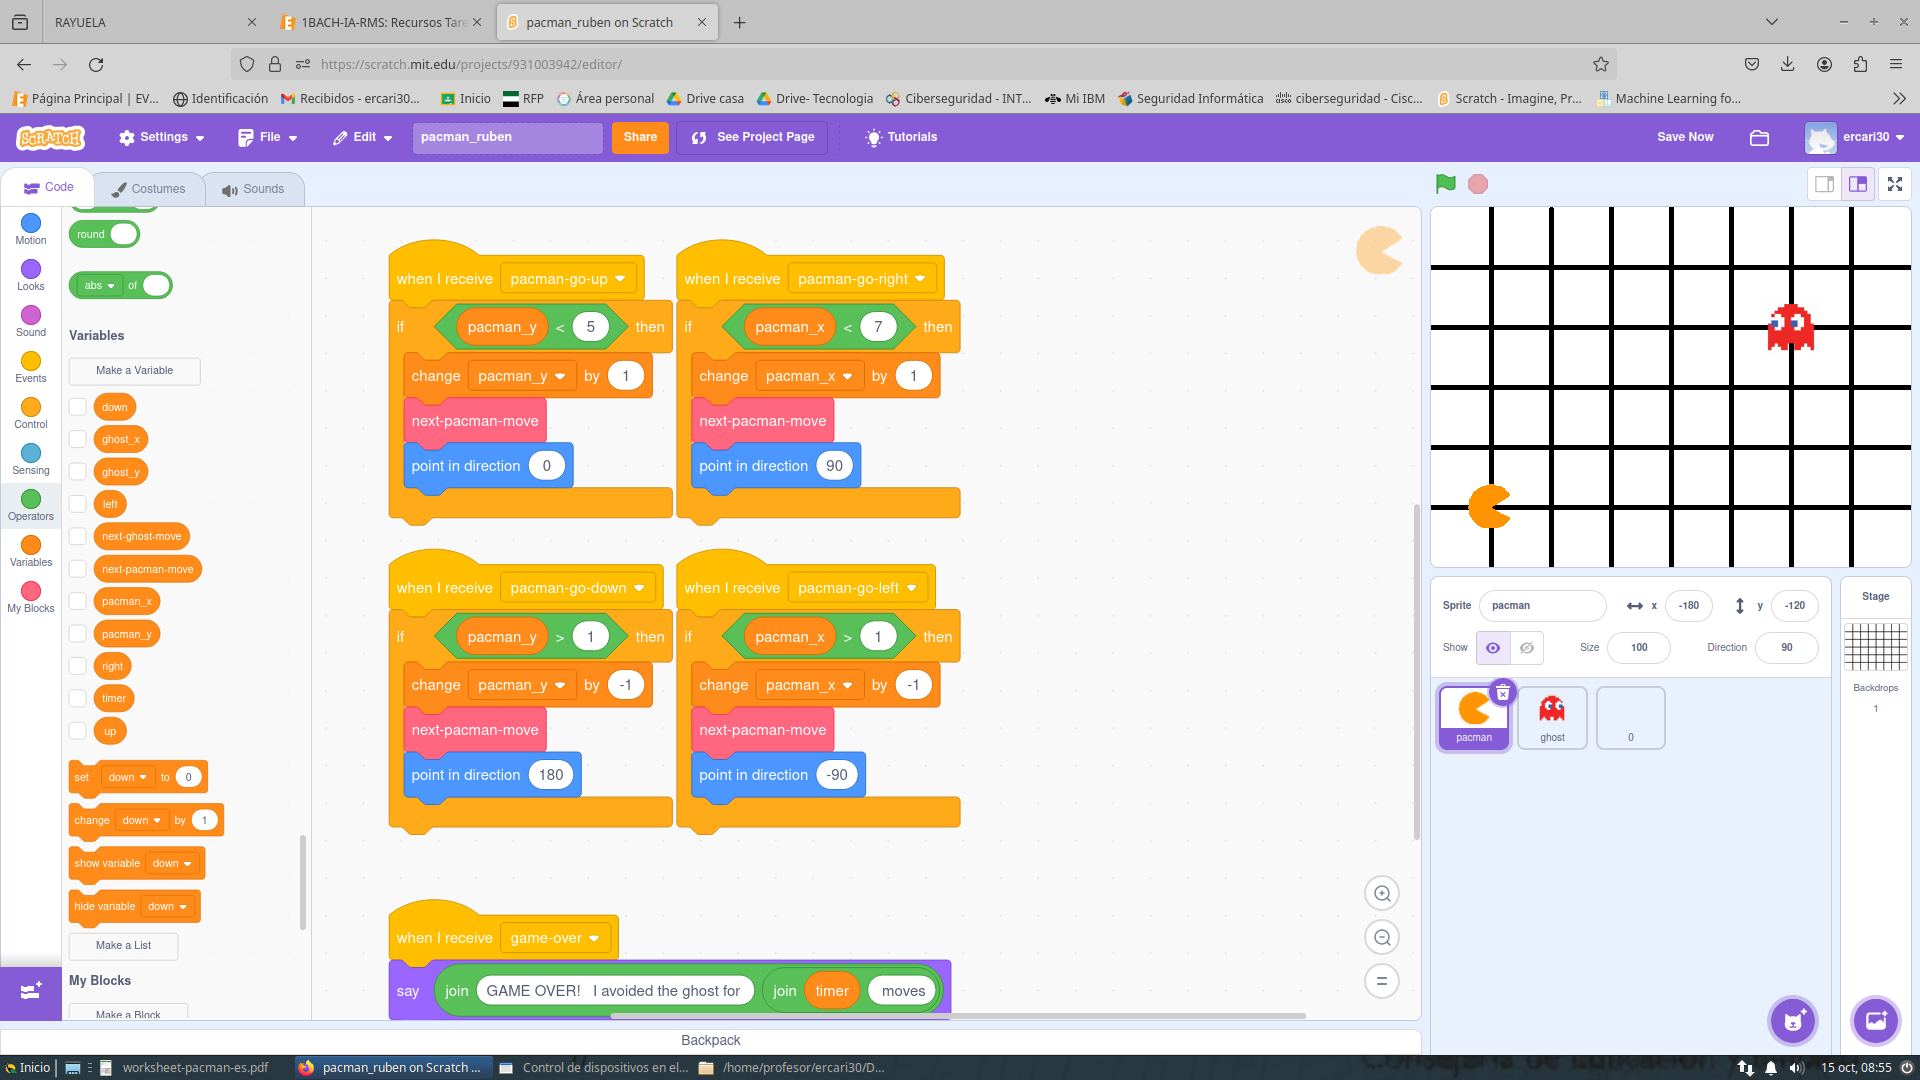 RAYUELA
1BACH-IA-RMS: Recursos Tare
pacman_ruben on Scratch
https://scratch.mit.edu/projects/931003942/editor/
Página Principal | EV...
Identificación
Recibidos - ercari30...
Inicio
RFP
Área personal
Drive casa
Drive- Tecnologia
Ciberseguridad - INT...
Mi IBM
Seguridad Informática
ciberseguridad - Cisc...
Scratch - Imagine, Pr...
Machine Learning fo...
SCRATCH
Settings
File
Edit
pacman_ruben
Share
See Project Page
Tutorials
Save Now
ercari30
Code
Costumes
Sounds
Motion
Looks
Sound
Events
Control
Sensing
Operators
Variables
My Blocks
round
abs of
Variables
Make a Variable
down
ghost_x
ghost_y
left
next-ghost-move
next-pacman-move
pacman_x
pacman_y
right
timer
up
set down to 0
change down by 1
show variable down
hide variable down
Make a List
My Blocks
Make a Block
when I receive pacman-go-up
if pacman_y < 5 then
change pacman_y by 1
next-pacman-move
point in direction 0
when I receive pacman-go-right
if pacman_x < 7 then
change pacman_x by 1
next-pacman-move
point in direction 90
when I receive pacman-go-down
if pacman_y > 1 then
change pacman_y by -1
next-pacman-move
point in direction 180
when I receive pacman-go-left
if pacman_x > 1 then
change pacman_x by -1
next-pacman-move
point in direction -90
when I receive game-over
say join GAME OVER! I avoided the ghost for join timer moves
Backpack
Sprite pacman x -180 y -120
Show Size 100 Direction 90
pacman
ghost
0
Stage
Backdrops
1
Inicio
worksheet-pacman-es.pdf
pacman_ruben on Scratch ...
Control de dispositivos en el...
/home/profesor/ercari30/D...
15 oct, 08:55